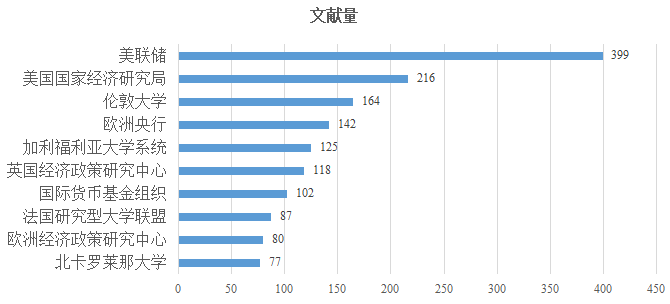 文献量
美联储 399
美国国家经济研究局 216
伦敦大学 164
欧洲央行 142
加利福利亚大学系统 125
英国经济政策研究中心 118
国际货币基金组织 102
法国研究型大学联盟 87
欧洲经济政策研究中心 80
北卡罗莱那大学 77
0 50 100 150 200 250 300 350 400 450